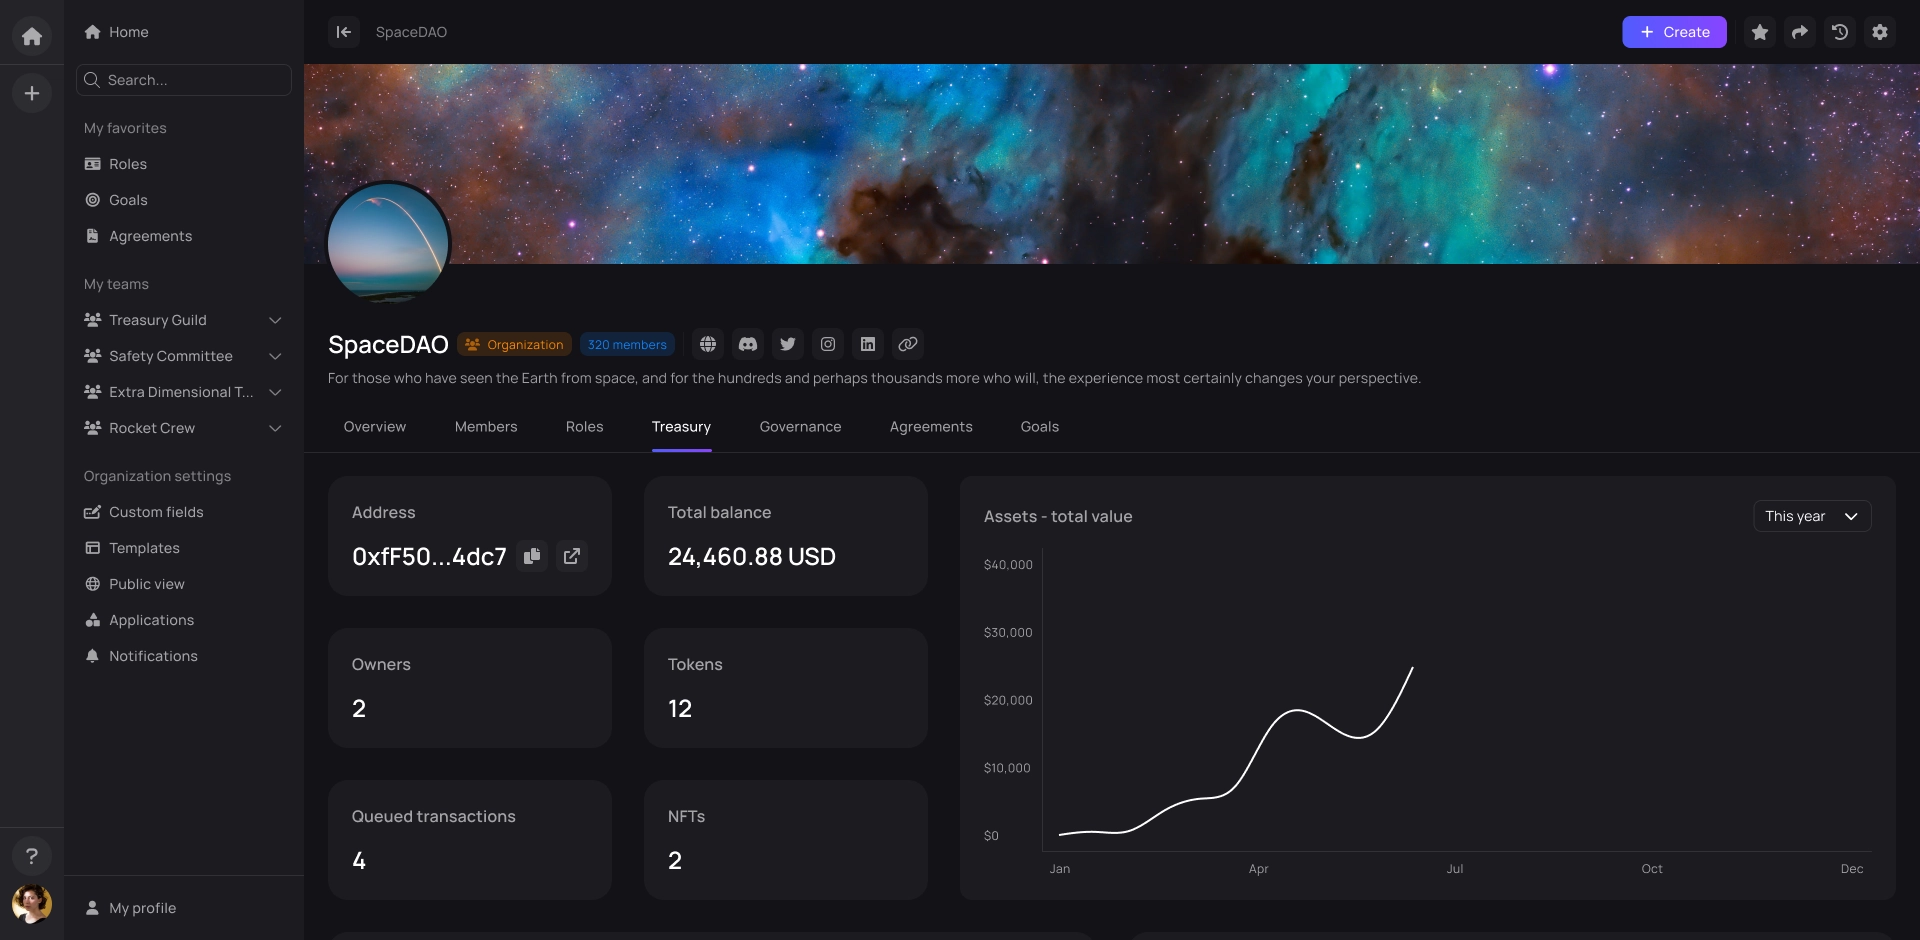 Home
Search...
My favorites
Roles
Goals
Agreements
My teams
Treasury Guild
Safety Committee
Extra Dimensional T...
Rocket Crew
Organization settings
Custom fields
Templates
Public view
Applications
Notifications
?
My profile
SpaceDAO
+ Create
SpaceDAO
Organization
320 members
For those who have seen the Earth from space, and for the hundreds and perhaps thousands more who will, the experience most certainly changes your perspective.
Overview
Members
Roles
Treasury
Governance
Agreements
Goals
Address
0xfF50...4dc7
Total balance
24,460.88 USD
Owners
2
Tokens
12
Queued transactions
4
NFTs
2
Assets - total value
This year
$40,000
$30,000
$20,000
$10,000
$0
Jan
Apr
Jul
Oct
Dec